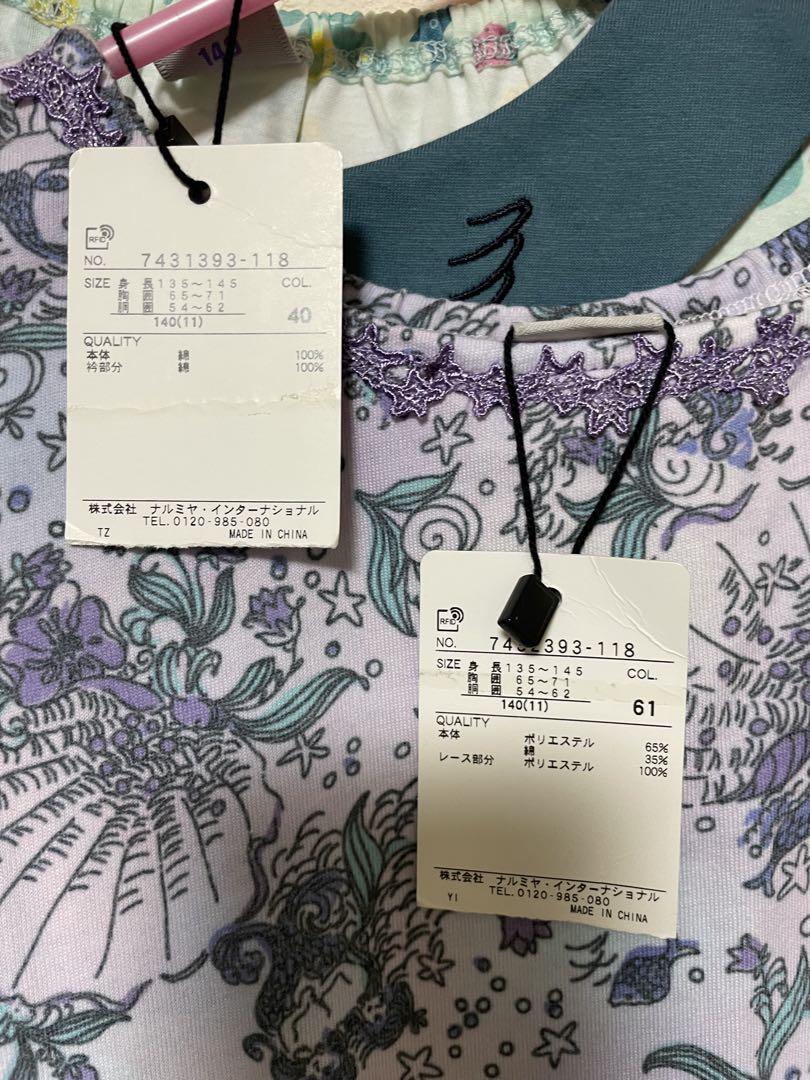 140
RFID
NO. 7431393-118
SIZE 身 長 135〜145 COL.
胸 囲 65〜71
胴 囲 54〜62 40
140(11)
QUALITY
本体 綿 100%
衿部分 綿 100%
株式会社 ナルミヤ・インターナショナル
TEL.0120-985-080
TZ MADE IN CHINA
RFID
NO. 7432393-118
SIZE 身 長 135〜145 COL.
胸 囲 65〜71
胴 囲 54〜62
140(11) 61
QUALITY
本体 ポリエステル 65%
綿 35%
レース部分 ポリエステル 100%
株式会社 ナルミヤ・インターナショナル
TEL.0120-985-080
YI MADE IN CHINA